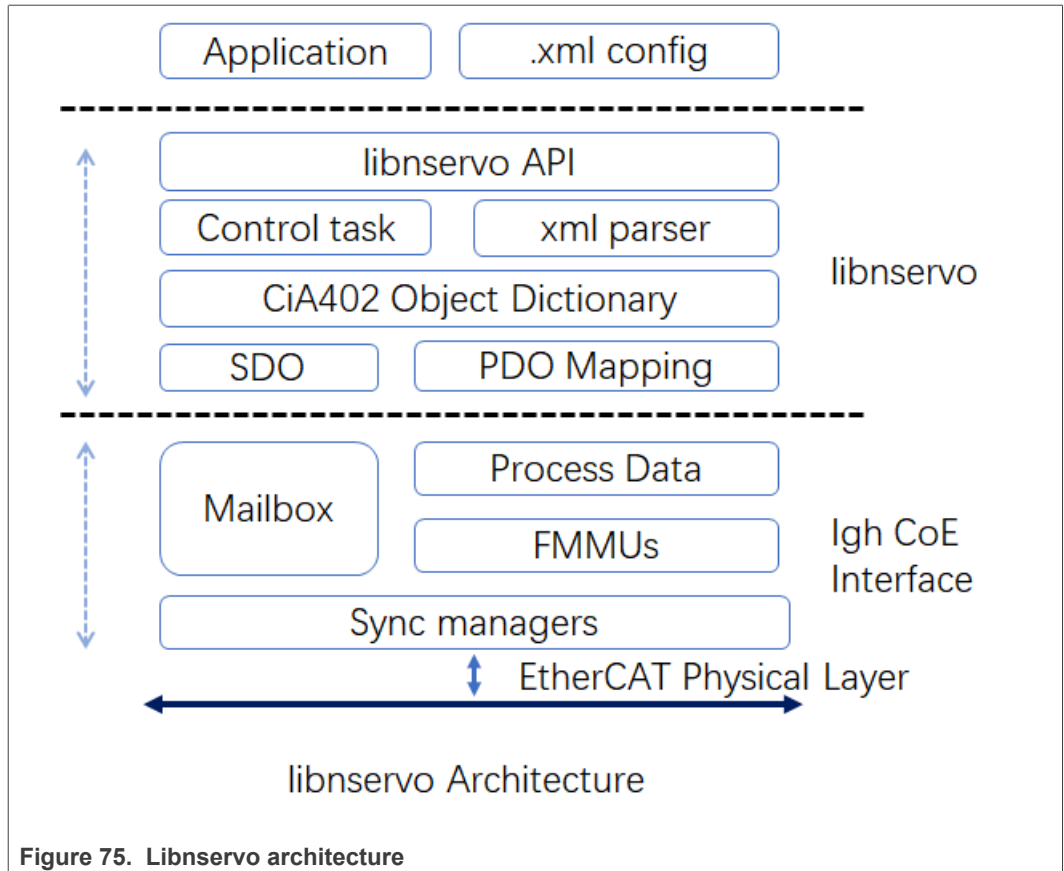 Application
.xml config
libnservo API
Control task
xml parser
CiA402 Object Dictionary
SDO
PDO Mapping
libnservo
Mailbox
Process Data
FMMUs
Sync managers
Igh CoE
Interface
EtherCAT Physical Layer
libnservo Architecture
Figure 75. Libnservo architecture